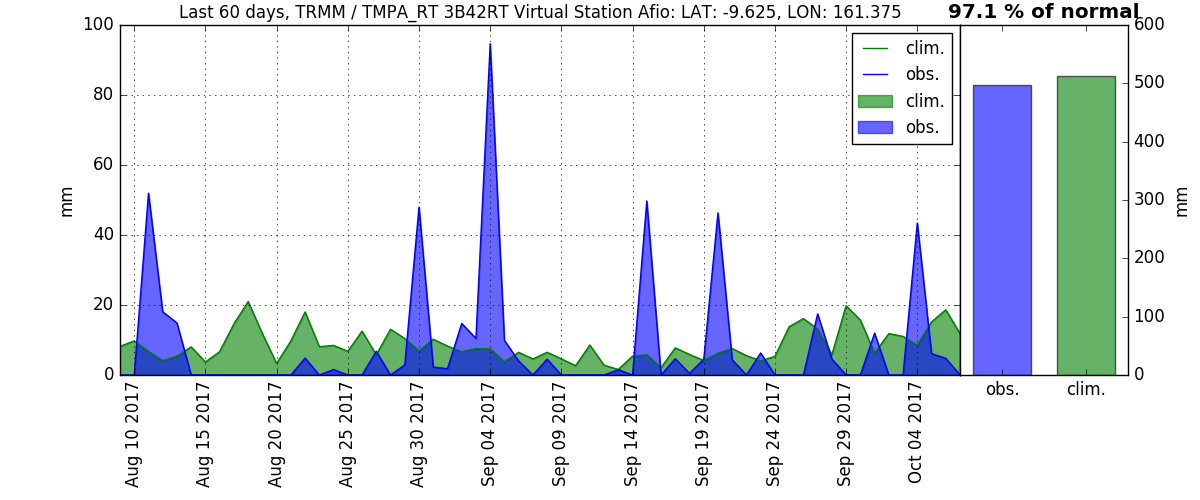 Last 60 days, TRMM / TMPA_RT 3B42RT Virtual Station Afio: LAT: -9.625, LON: 161.375
97.1 % of normal
100
80
60
40
20
0
mm
clim.
obs.
clim.
obs.
600
500
400
300
200
100
0
mm
obs.
clim.
Aug 10 2017
Aug 15 2017
Aug 20 2017
Aug 25 2017
Aug 30 2017
Sep 04 2017
Sep 09 2017
Sep 14 2017
Sep 19 2017
Sep 24 2017
Sep 29 2017
Oct 04 2017